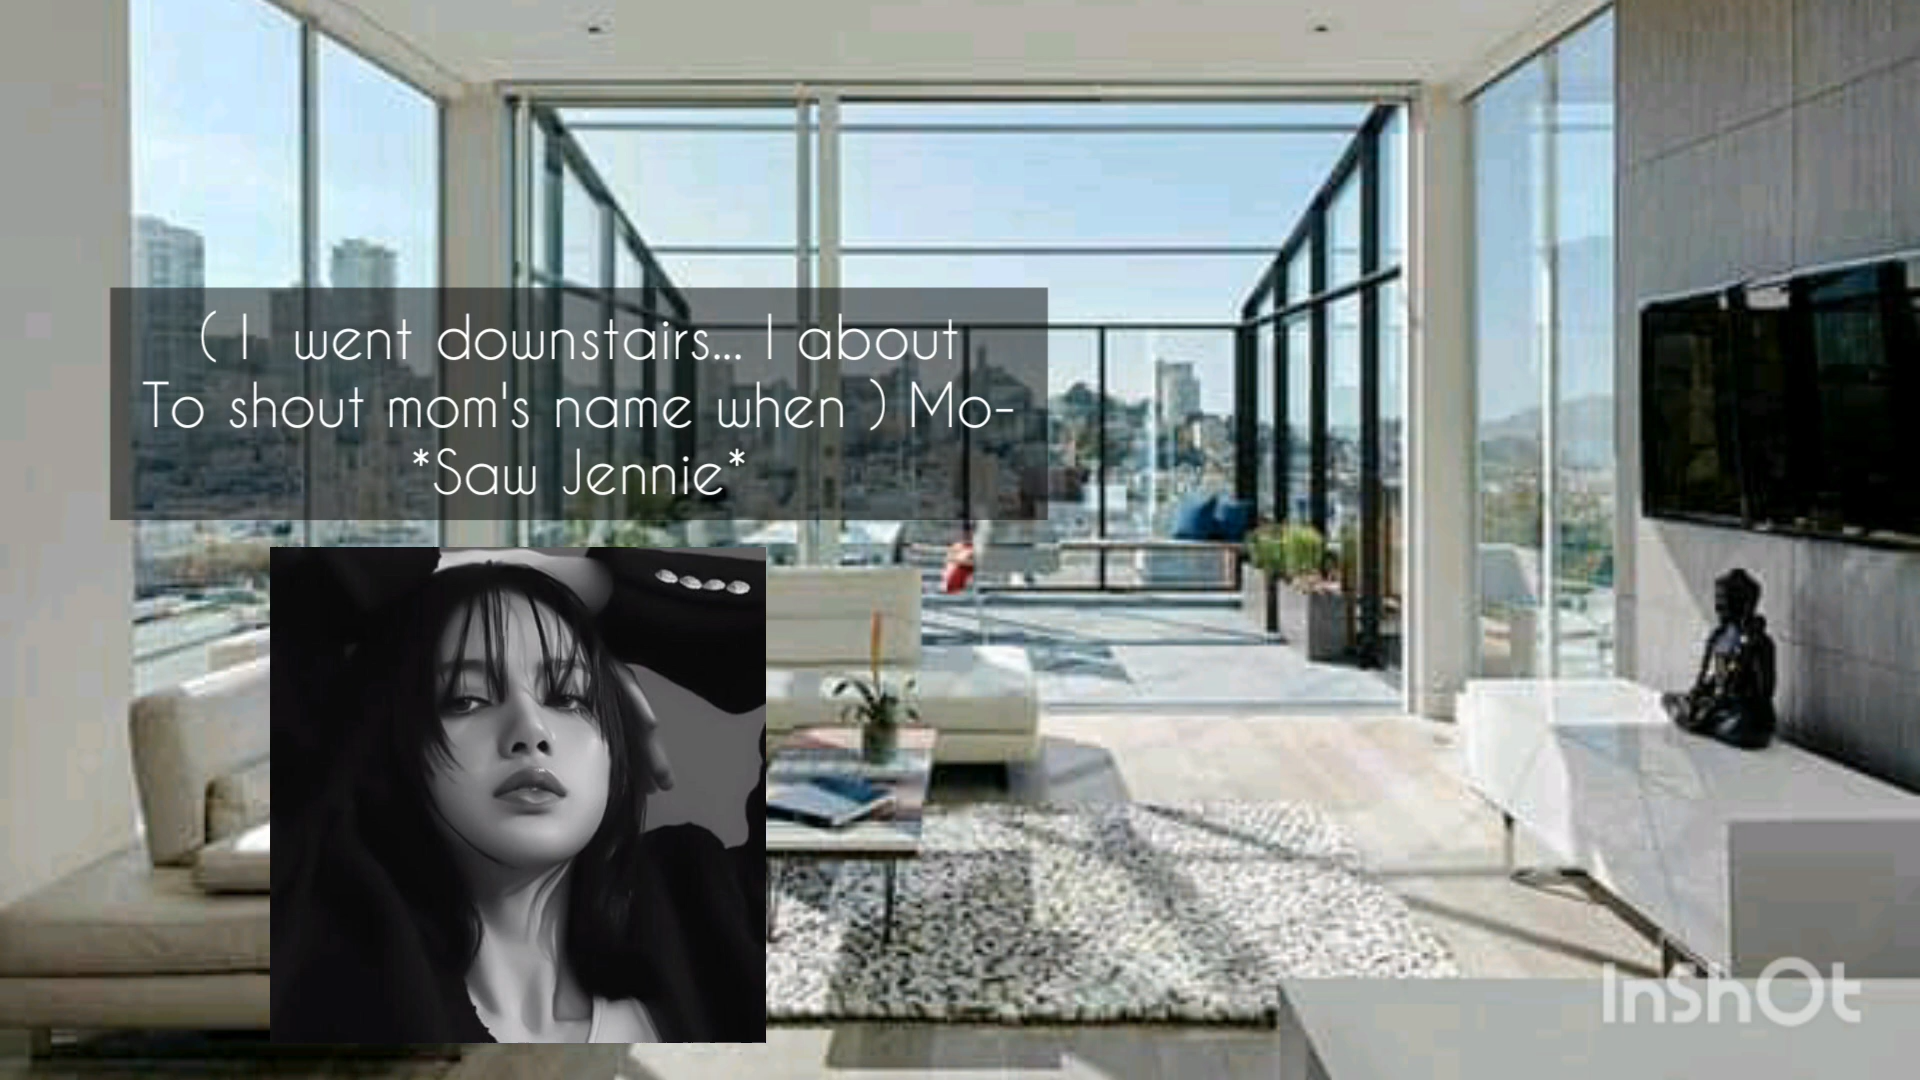 ( I went downstairs... I about
To shout mom's name when ) Mo-
*Saw Jennie*
InShOt